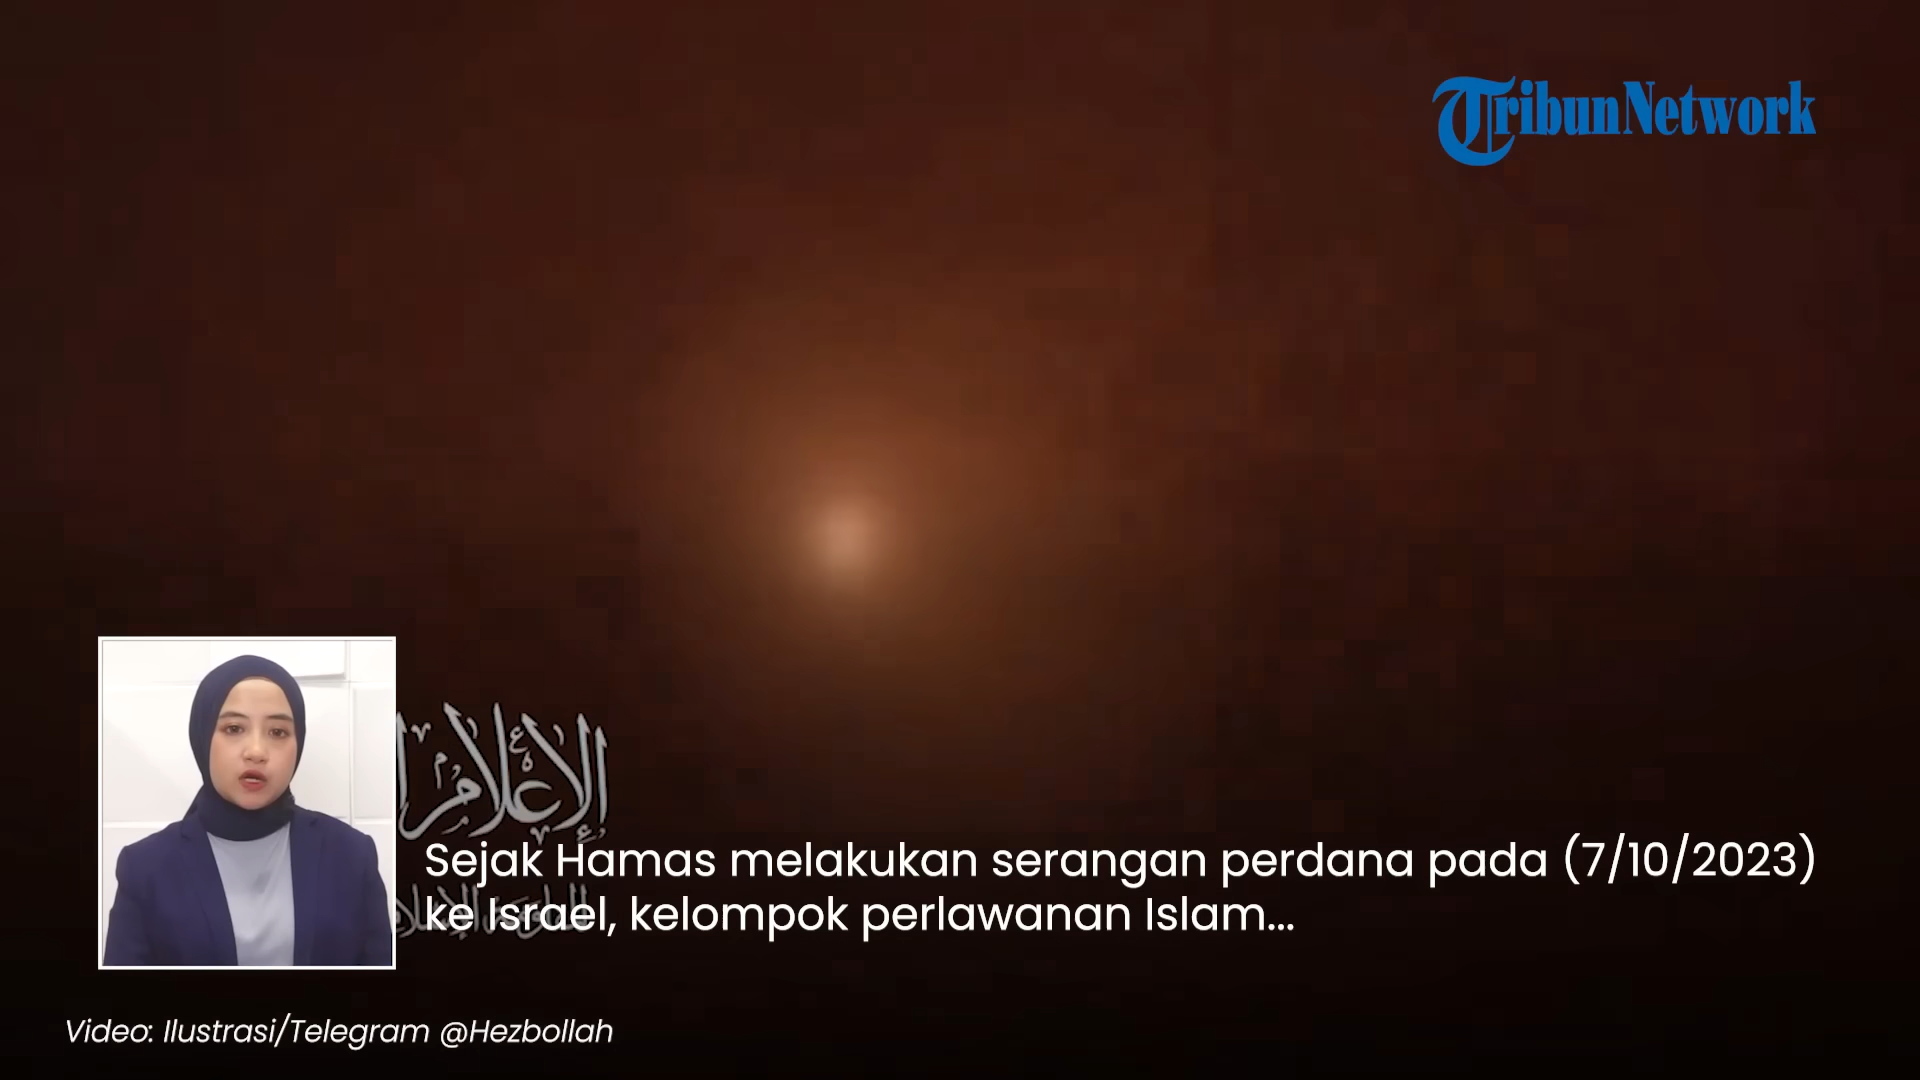 TribunNetwork
الإعلام ا
Sejak Hamas melakukan serangan perdana pada (7/10/2023)
ke Israel, kelompok perlawanan Islam...
Video: Ilustrasi/Telegram @Hezbollah